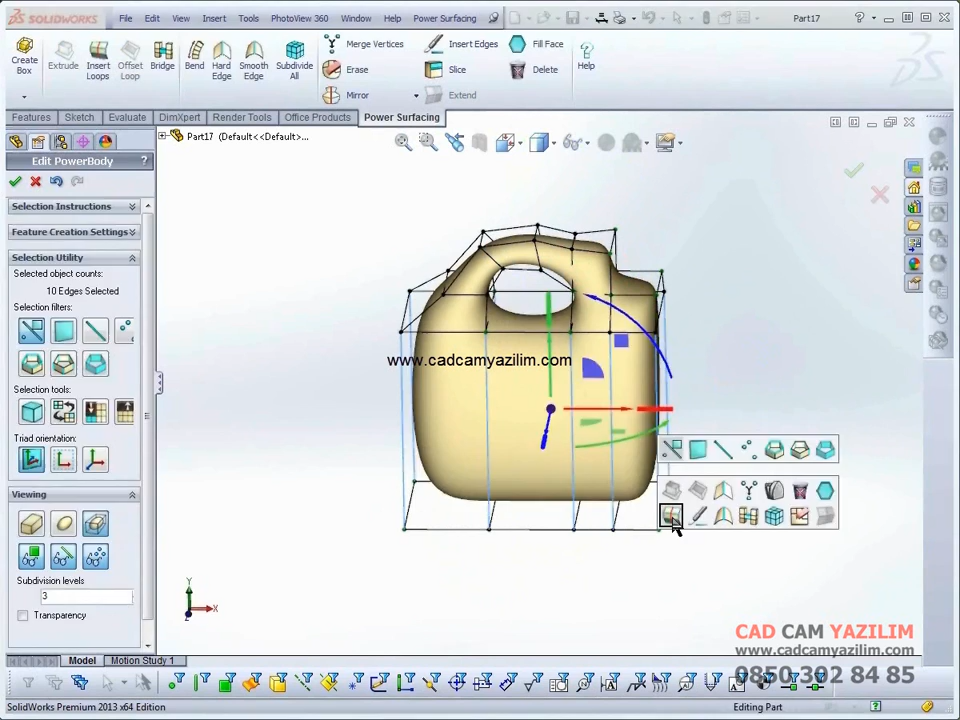 SOLIDWORKS File Edit View Insert Tools PhotoView 360 Window Help Power Surfacing Part17
Create Box Extrude Insert Loops Offset Loop Bridge Bend Hard Edge Smooth Edge Subdivide All Merge Vertices Insert Edges Fill Face Help
Erase Slice Delete
Mirror Extend
Features Sketch Evaluate DimXpert Render Tools Office Products Power Surfacing
Part17 (Default<<Default>...
Edit PowerBody ?
Selection Instructions
Feature Creation Settings
Selection Utility
Selected object counts:
10 Edges Selected
Selection filters:
Selection tools:
Triad orientation:
Viewing
Subdivision levels
3
Transparency
www.cadcamyazilim.com
Y
X
Z
CAD CAM YAZILIM
www.cadcamyazilim.com
0850 302 84 85
Model Motion Study 1
SolidWorks Premium 2013 x64 Edition Editing Part